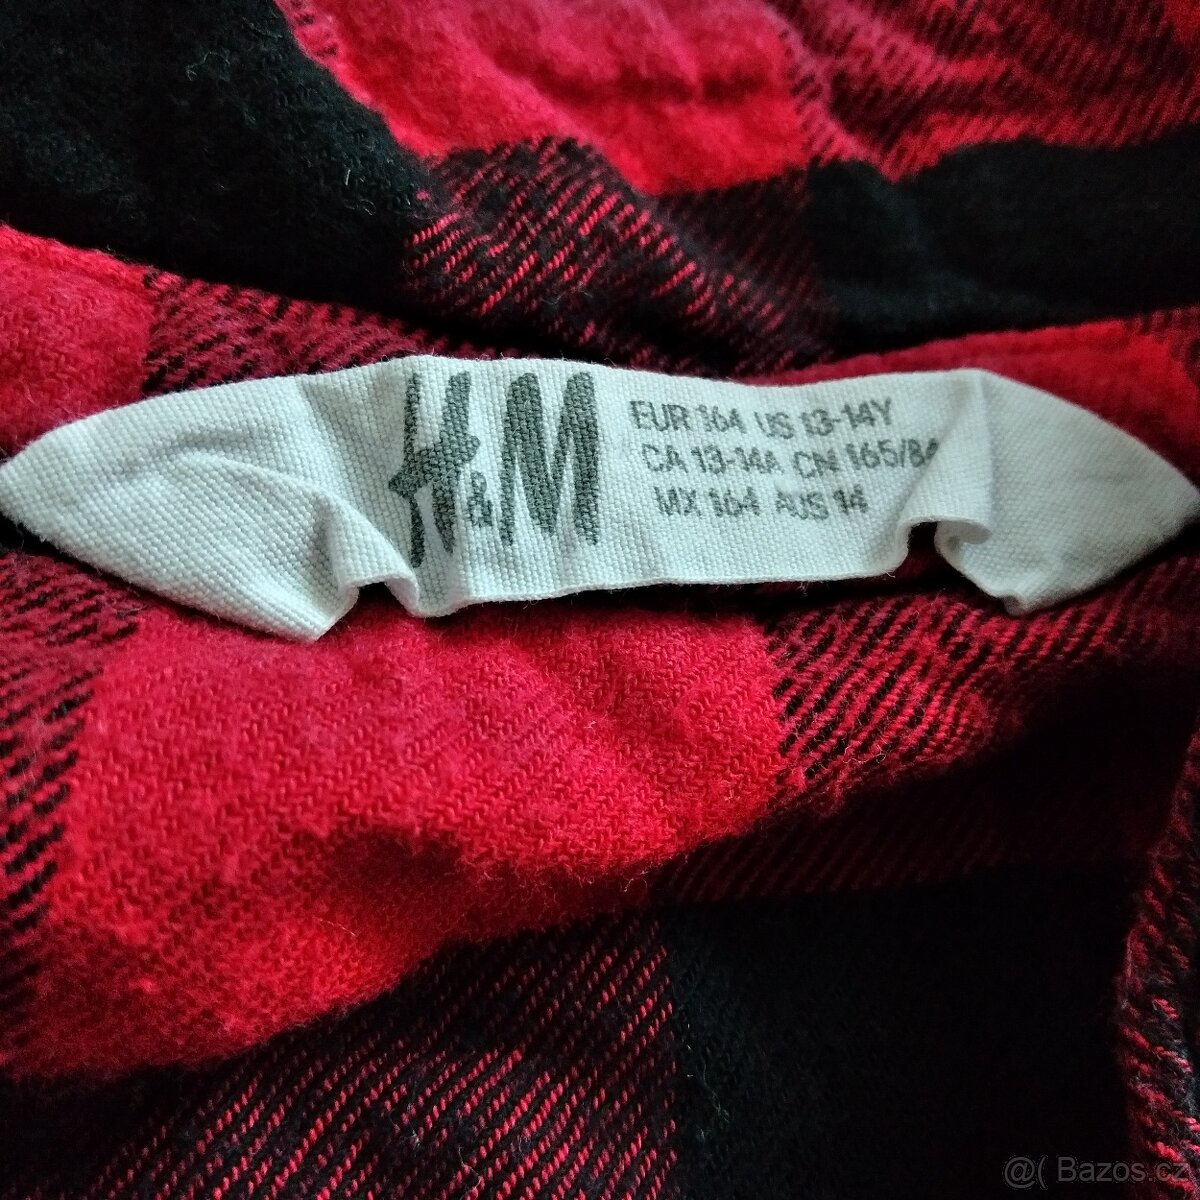 H&M
EUR 164 US 13-14Y
CA 13-14A CN 165/84
MX 164 AUS 14
@( Bazos.cz